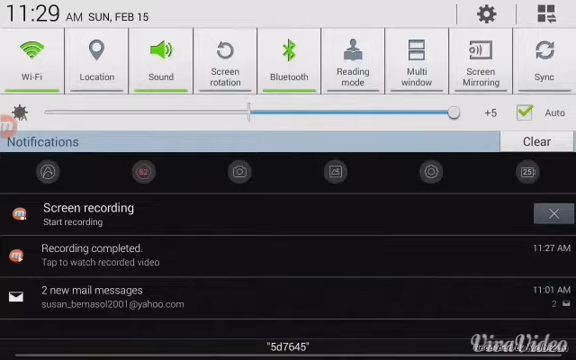 11:29 AM SUN, FEB 15
Wi-Fi
Location
Sound
Screen rotation
Bluetooth
Reading mode
Multi window
Screen Mirroring
Sync
+5 Auto
Notifications Clear
82
25
Screen recording
Start recording
Recording completed. 11:27 AM
Tap to watch recorded video
2 new mail messages 11:01 AM
susan_bernasol2001@yahoo.com 2
"5d7645"
VivaVideo